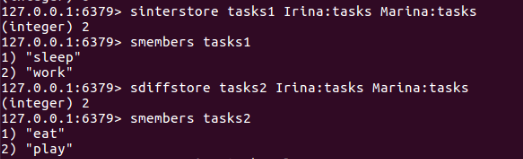 127.0.0.1:6379> sinterstore tasks1 Irina:tasks Marina:tasks
(integer) 2
127.0.0.1:6379> smembers tasks1
1) "sleep"
2) "work"
127.0.0.1:6379> sdiffstore tasks2 Irina:tasks Marina:tasks
(integer) 2
127.0.0.1:6379> smembers tasks2
1) "eat"
2) "play"